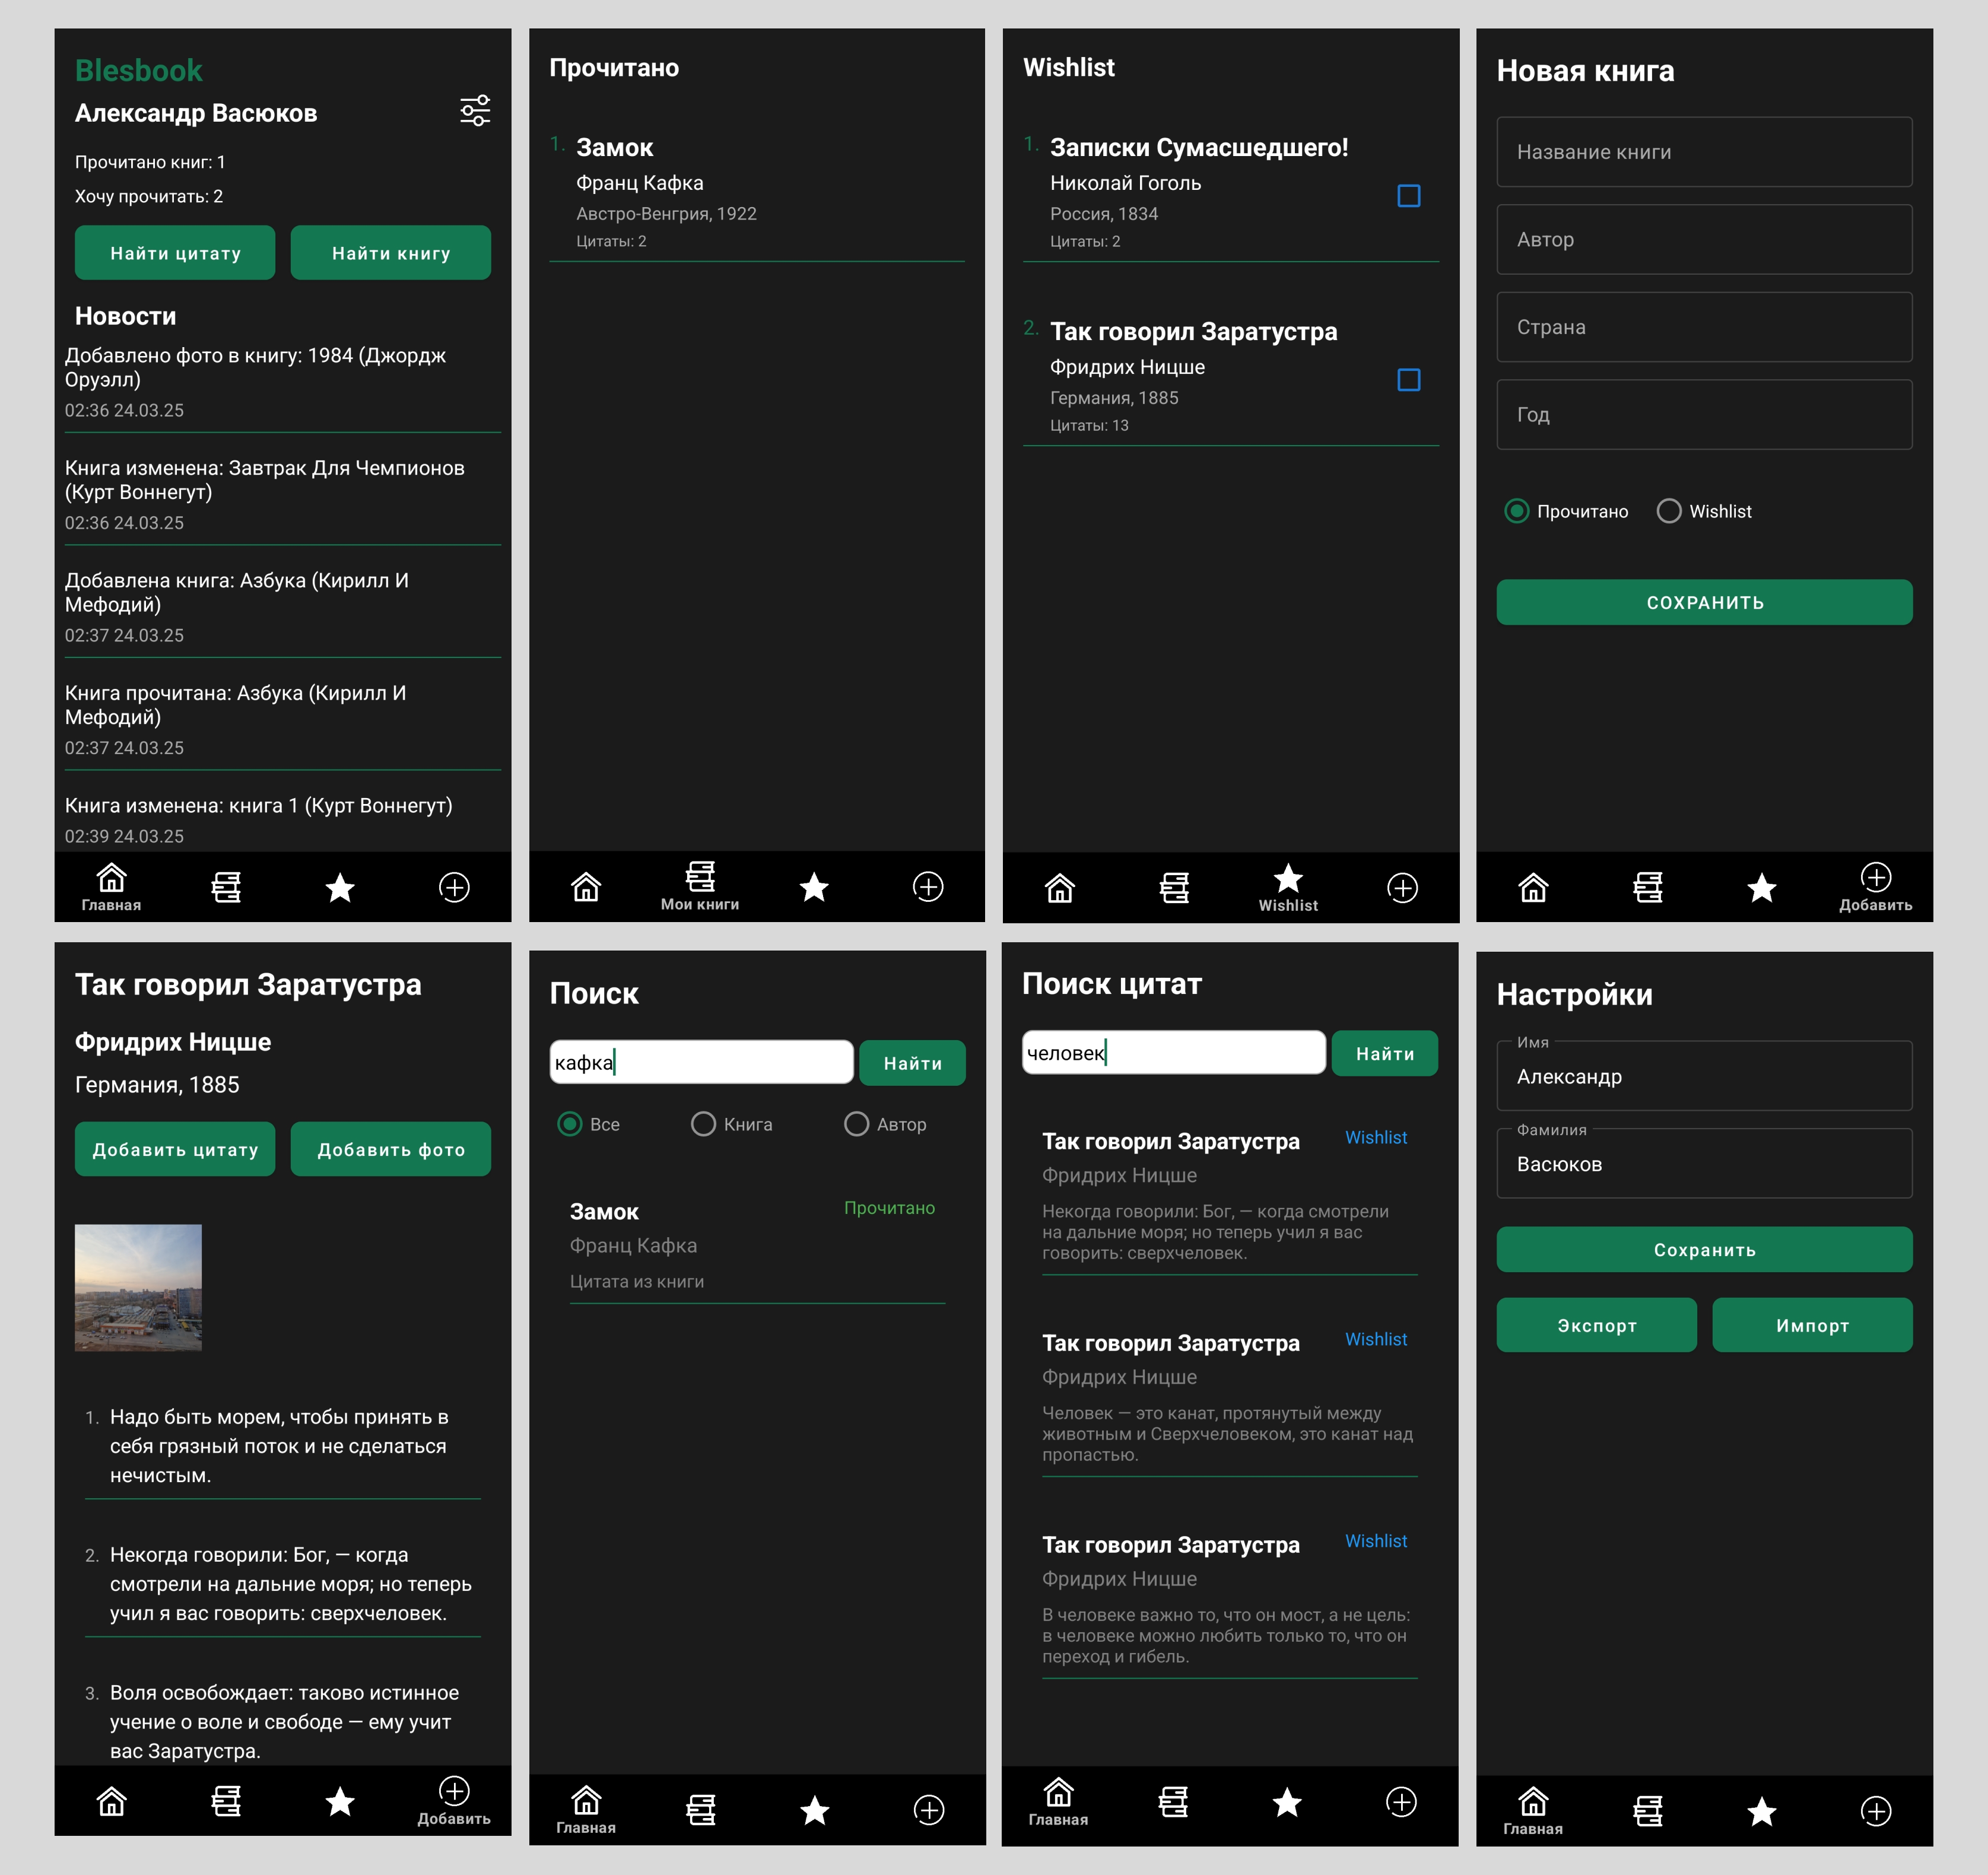 Blesbook
Александр Васюков
Прочитано книг: 1
Хочу прочитать: 2
Найти цитату
Найти книгу
Новости
Добавлено фото в книгу: 1984 (Джордж
Оруэлл)
02:36 24.03.25
Книга изменена: Завтрак Для Чемпионов
(Курт Воннегут)
02:36 24.03.25
Добавлена книга: Азбука (Кирилл И
Мефодий)
02:37 24.03.25
Книга прочитана: Азбука (Кирилл И
Мефодий)
02:37 24.03.25
Книга изменена: книга 1 (Курт Воннегут)
02:39 24.03.25
Главная
Прочитано
1. Замок
Франц Кафка
Австро-Венгрия, 1922
Цитаты: 2
Мои книги
Wishlist
1. Записки Сумасшедшего!
Николай Гоголь
Россия, 1834
Цитаты: 2
2. Так говорил Заратустра
Фридрих Ницше
Германия, 1885
Цитаты: 13
Wishlist
Новая книга
Название книги
Автор
Страна
Год
Прочитано
Wishlist
СОХРАНИТЬ
Добавить
Так говорил Заратустра
Фридрих Ницше
Германия, 1885
Добавить цитату
Добавить фото
1. Надо быть морем, чтобы принять в
себя грязный поток и не сделаться
нечистым.
2. Некогда говорили: Бог, — когда
смотрели на дальние моря; но теперь
учил я вас говорить: сверхчеловек.
3. Воля освобождает: таково истинное
учение о воле и свободе — ему учит
вас Заратустра.
Добавить
Поиск
кафка
Найти
Все
Книга
Автор
Замок
Прочитано
Франц Кафка
Цитата из книги
Главная
Поиск цитат
человек
Найти
Так говорил Заратустра
Wishlist
Фридрих Ницше
Некогда говорили: Бог, — когда смотрели
на дальние моря; но теперь учил я вас
говорить: сверхчеловек.
Так говорил Заратустра
Wishlist
Фридрих Ницше
Человек — это канат, протянутый между
животным и Сверхчеловеком, это канат над
пропастью.
Так говорил Заратустра
Wishlist
Фридрих Ницше
В человеке важно то, что он мост, а не цель:
в человеке можно любить только то, что он
переход и гибель.
Главная
Настройки
Имя
Александр
Фамилия
Васюков
Сохранить
Экспорт
Импорт
Главная